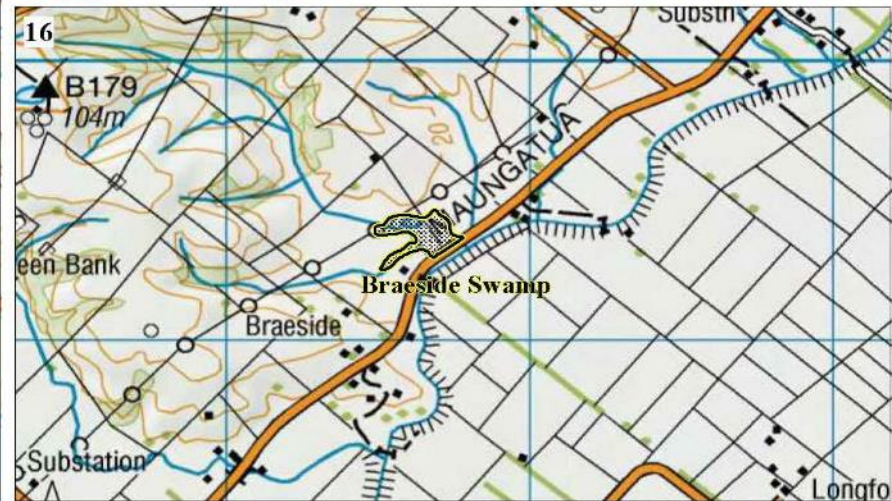 16
Substn
B179
104m
20
MAUNGATUA
een Bank
Braeside Swamp
Braeside
Substation
Longfo